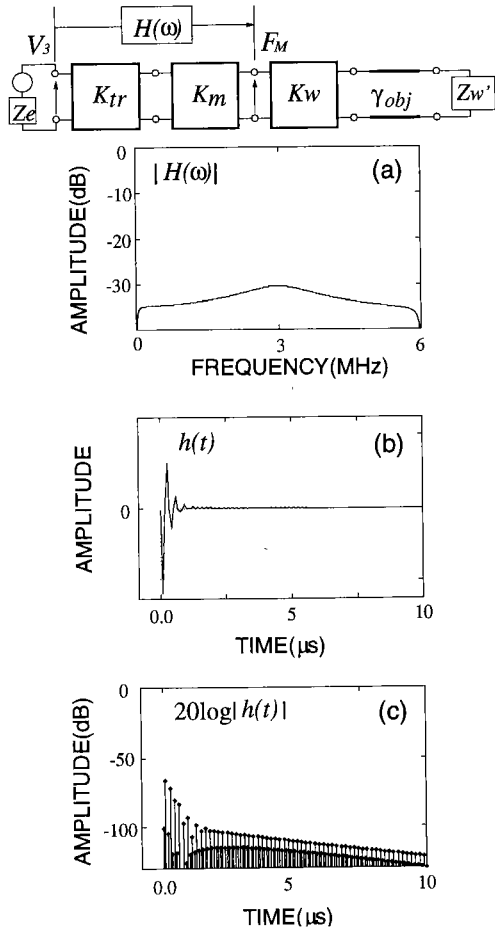 H(ω)
V3 FM
Ze Ktr Km Kw γobj Zw'
|H(ω)| (a)
AMPLITUDE(dB)
0
-10
-20
-30
0 3 6
FREQUENCY(MHz)
h(t) (b)
AMPLITUDE
0
0.0 5 10
TIME(μs)
20log|h(t)| (c)
AMPLITUDE(dB)
0
-50
-100
0.0 5 10
TIME(μs)